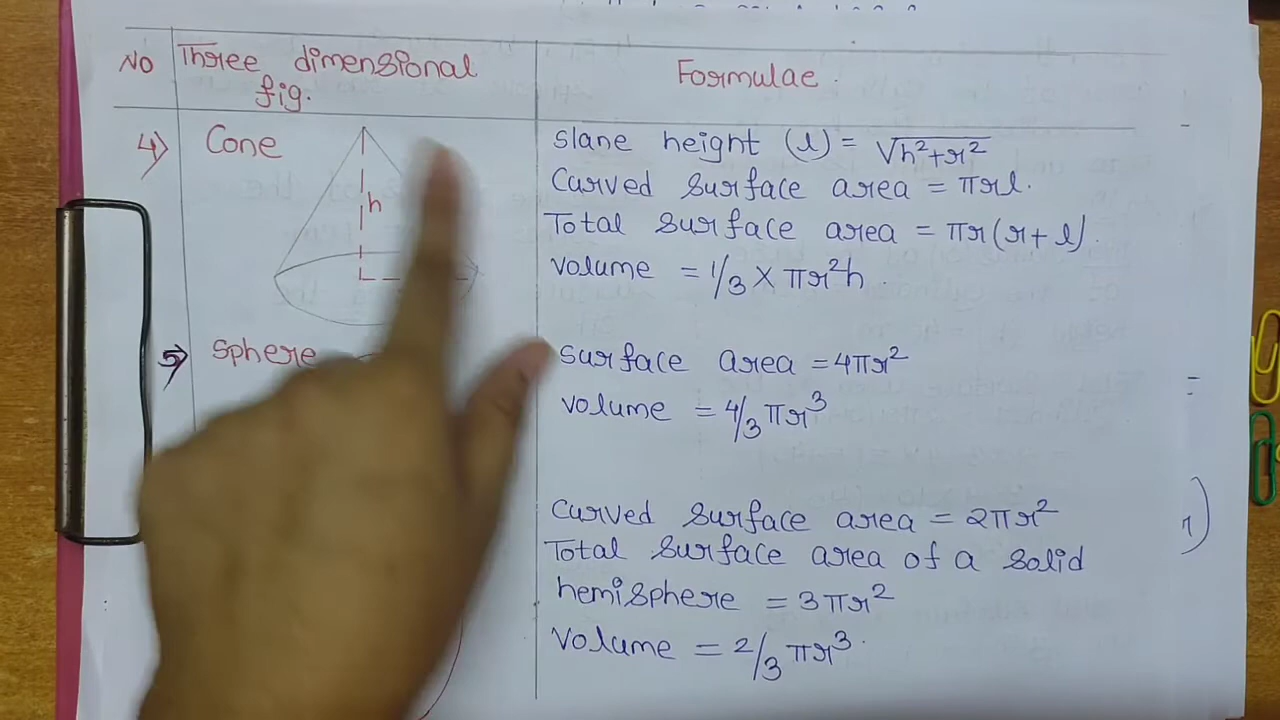 No Three dimensional fig. Formulae.
4) Cone
h
Slane height (l) = √h²+r²
Curved surface area = πrl.
Total surface area = πr(r+l).
Volume = 1/3 × πr²h.
5) Sphere
Surface area = 4πr²
Volume = 4/3 πr³
Curved surface area = 2πr²
Total surface area of a solid
hemisphere = 3πr²
Volume = 2/3 πr³.